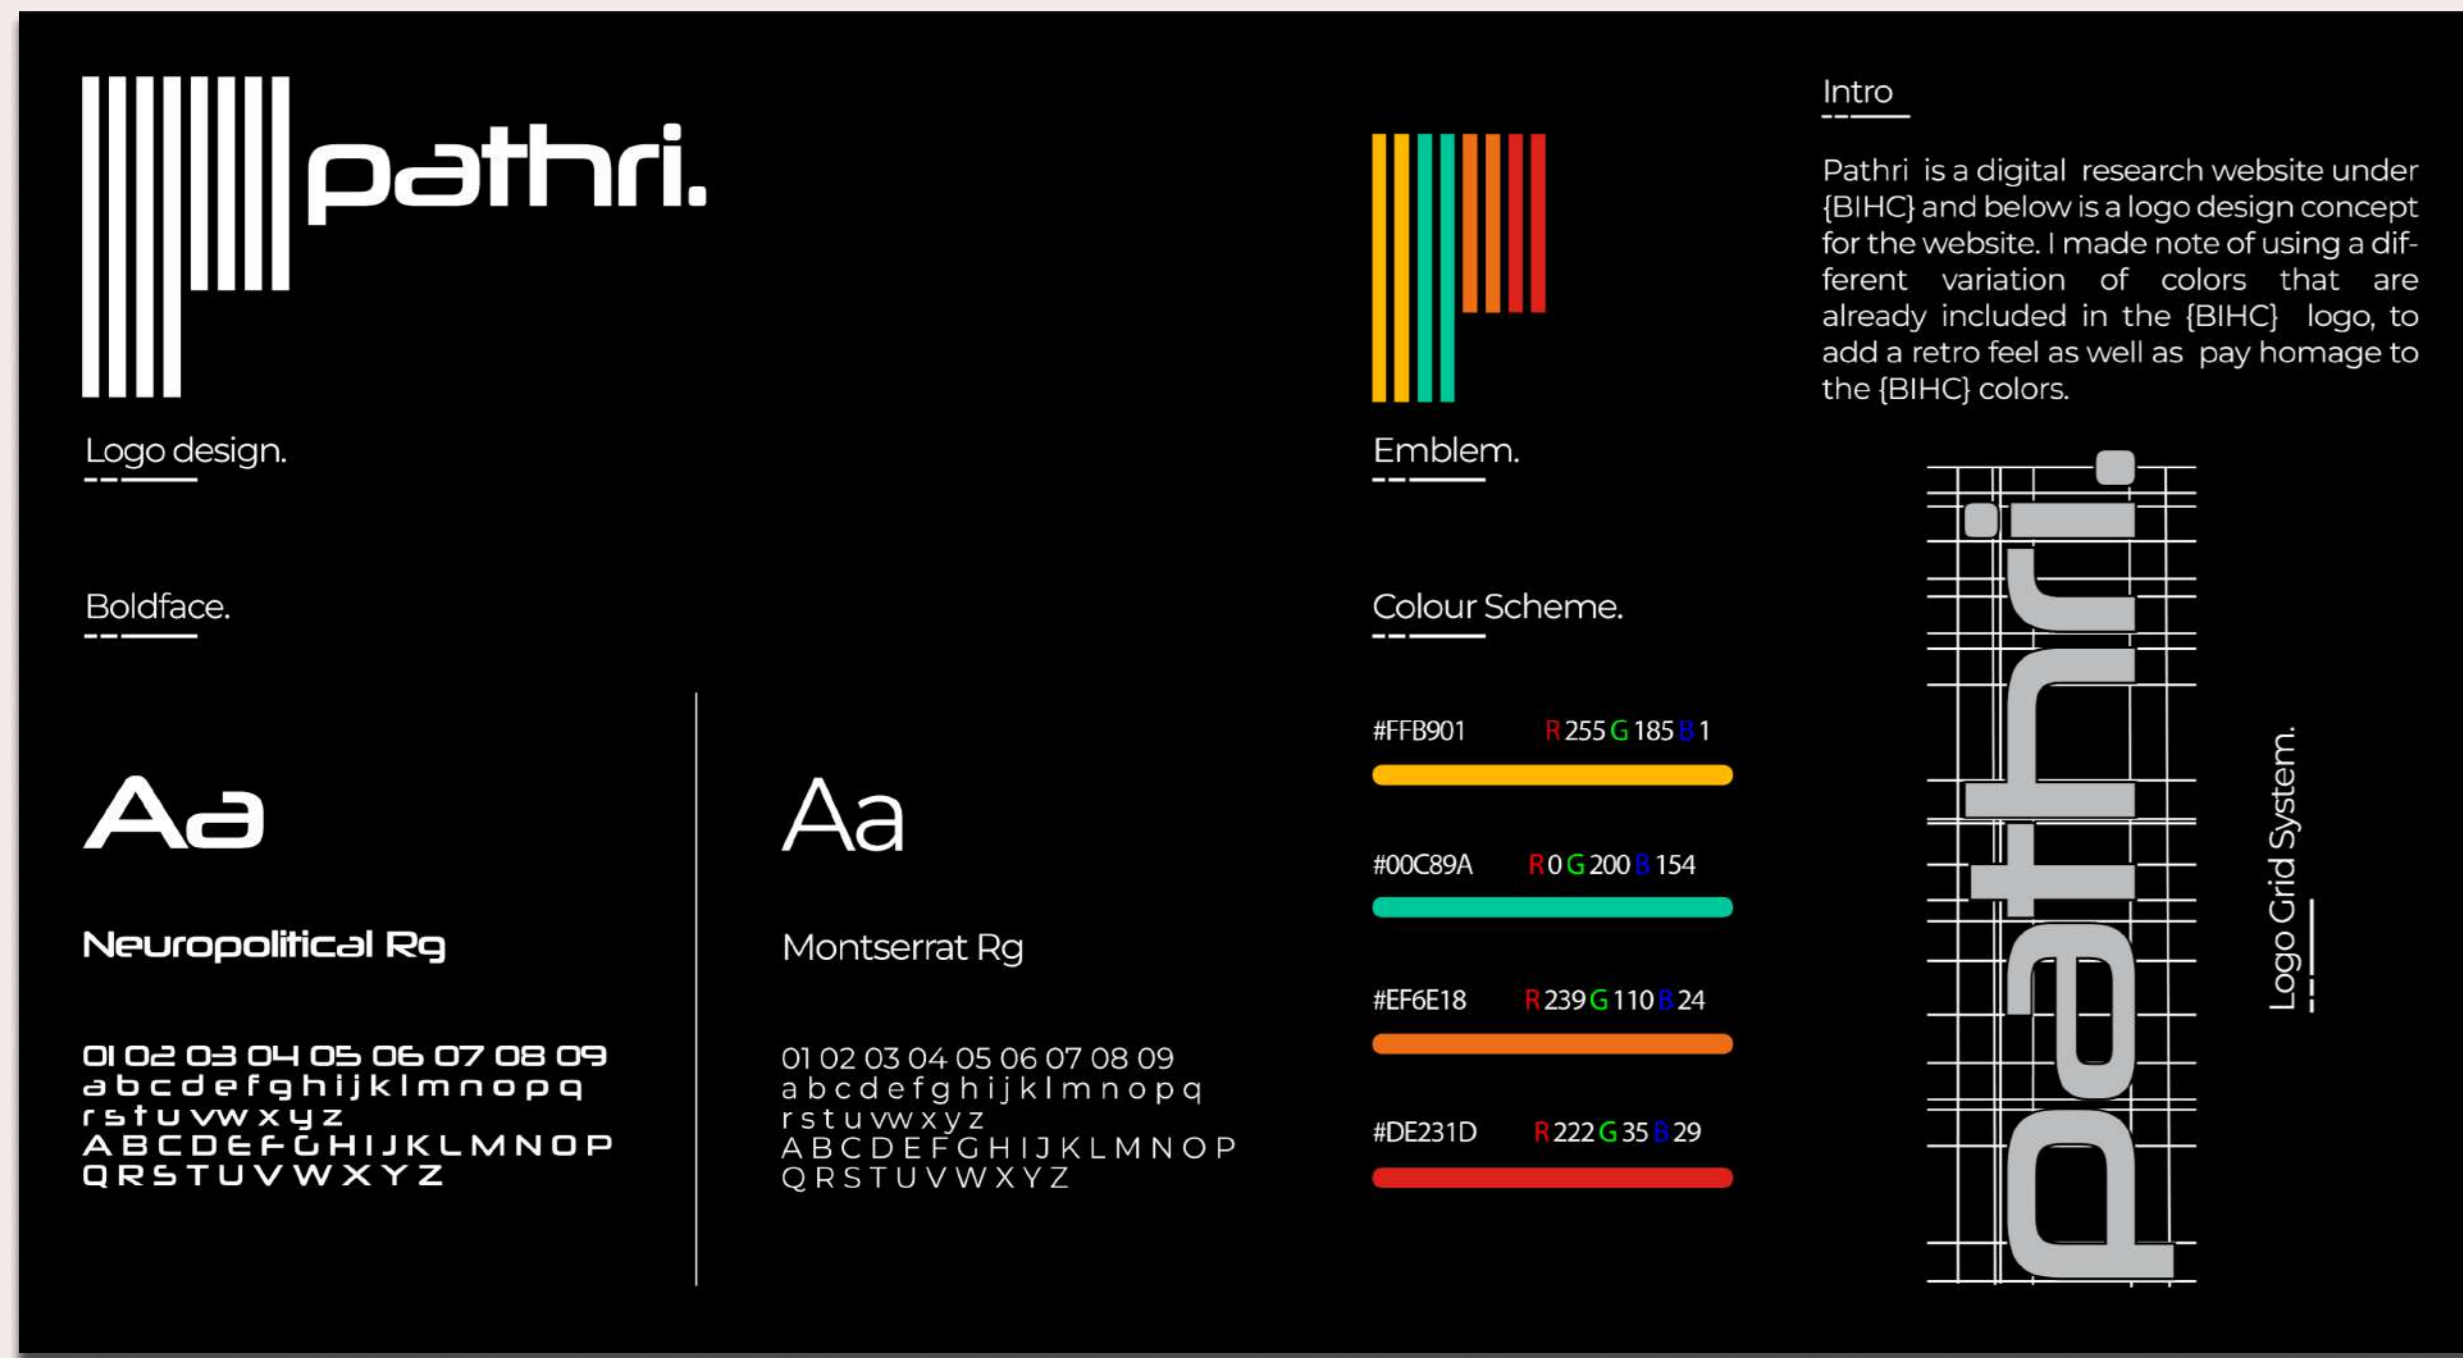 pathri.
Logo design.
Emblem.
Intro
Pathri is a digital research website under
{BIHC} and below is a logo design concept
for the website. I made note of using a dif-
ferent variation of colors that are
already included in the {BIHC} logo, to
add a retro feel as well as pay homage to
the {BIHC} colors.
Boldface.
Aa
Neuropolitical Rg
01 02 03 04 05 06 07 08 09
a b c d e f g h i j k l m n o p q
r s t u v w x y z
A B C D E F G H I J K L M N O P
Q R S T U V W X Y Z
Aa
Montserrat Rg
01 02 03 04 05 06 07 08 09
a b c d e f g h i j k l m n o p q
r s t u v w x y z
A B C D E F G H I J K L M N O P
Q R S T U V W X Y Z
Colour Scheme.
#FFB901 R 255 G 185 B 1
#00C89A R 0 G 200 B 154
#EF6E18 R 239 G 110 B 24
#DE231D R 222 G 35 B 29
pathri.
Logo Grid System.